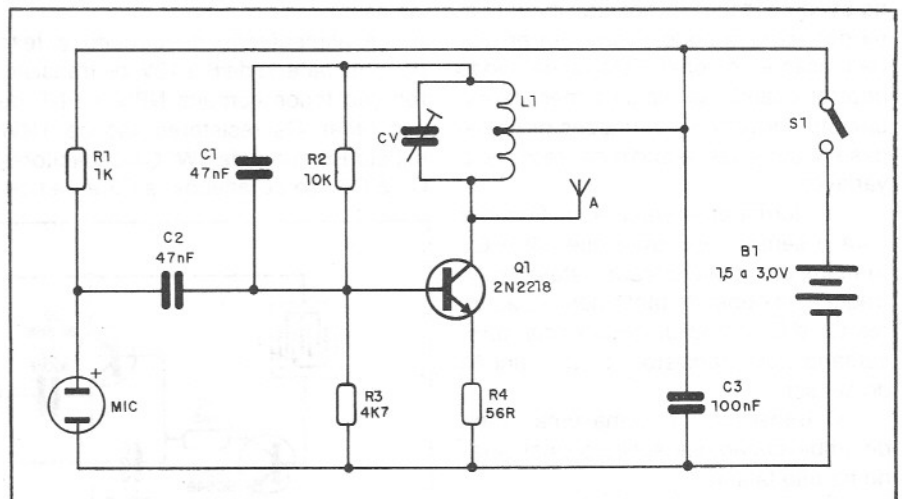 R1
1K
C1
47nF
R2
10K
CV
L1
S1
A
C2
47nF
Q1
2N2218
B1
1,5 a 3,0V
+
MIC
R3
4K7
R4
56R
C3
100nF